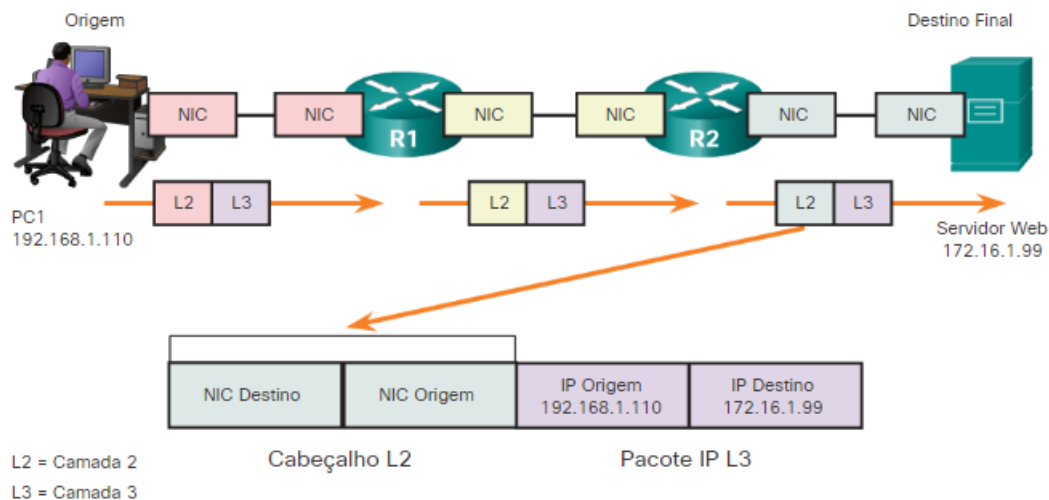 Origem
Destino Final
NIC
NIC
R1
NIC
NIC
R2
NIC
NIC
L2
L3
L2
L3
L2
L3
PC1
192.168.1.110
Servidor Web
172.16.1.99
NIC Destino
NIC Origem
IP Origem
192.168.1.110
IP Destino
172.16.1.99
Cabeçalho L2
Pacote IP L3
L2 = Camada 2
L3 = Camada 3